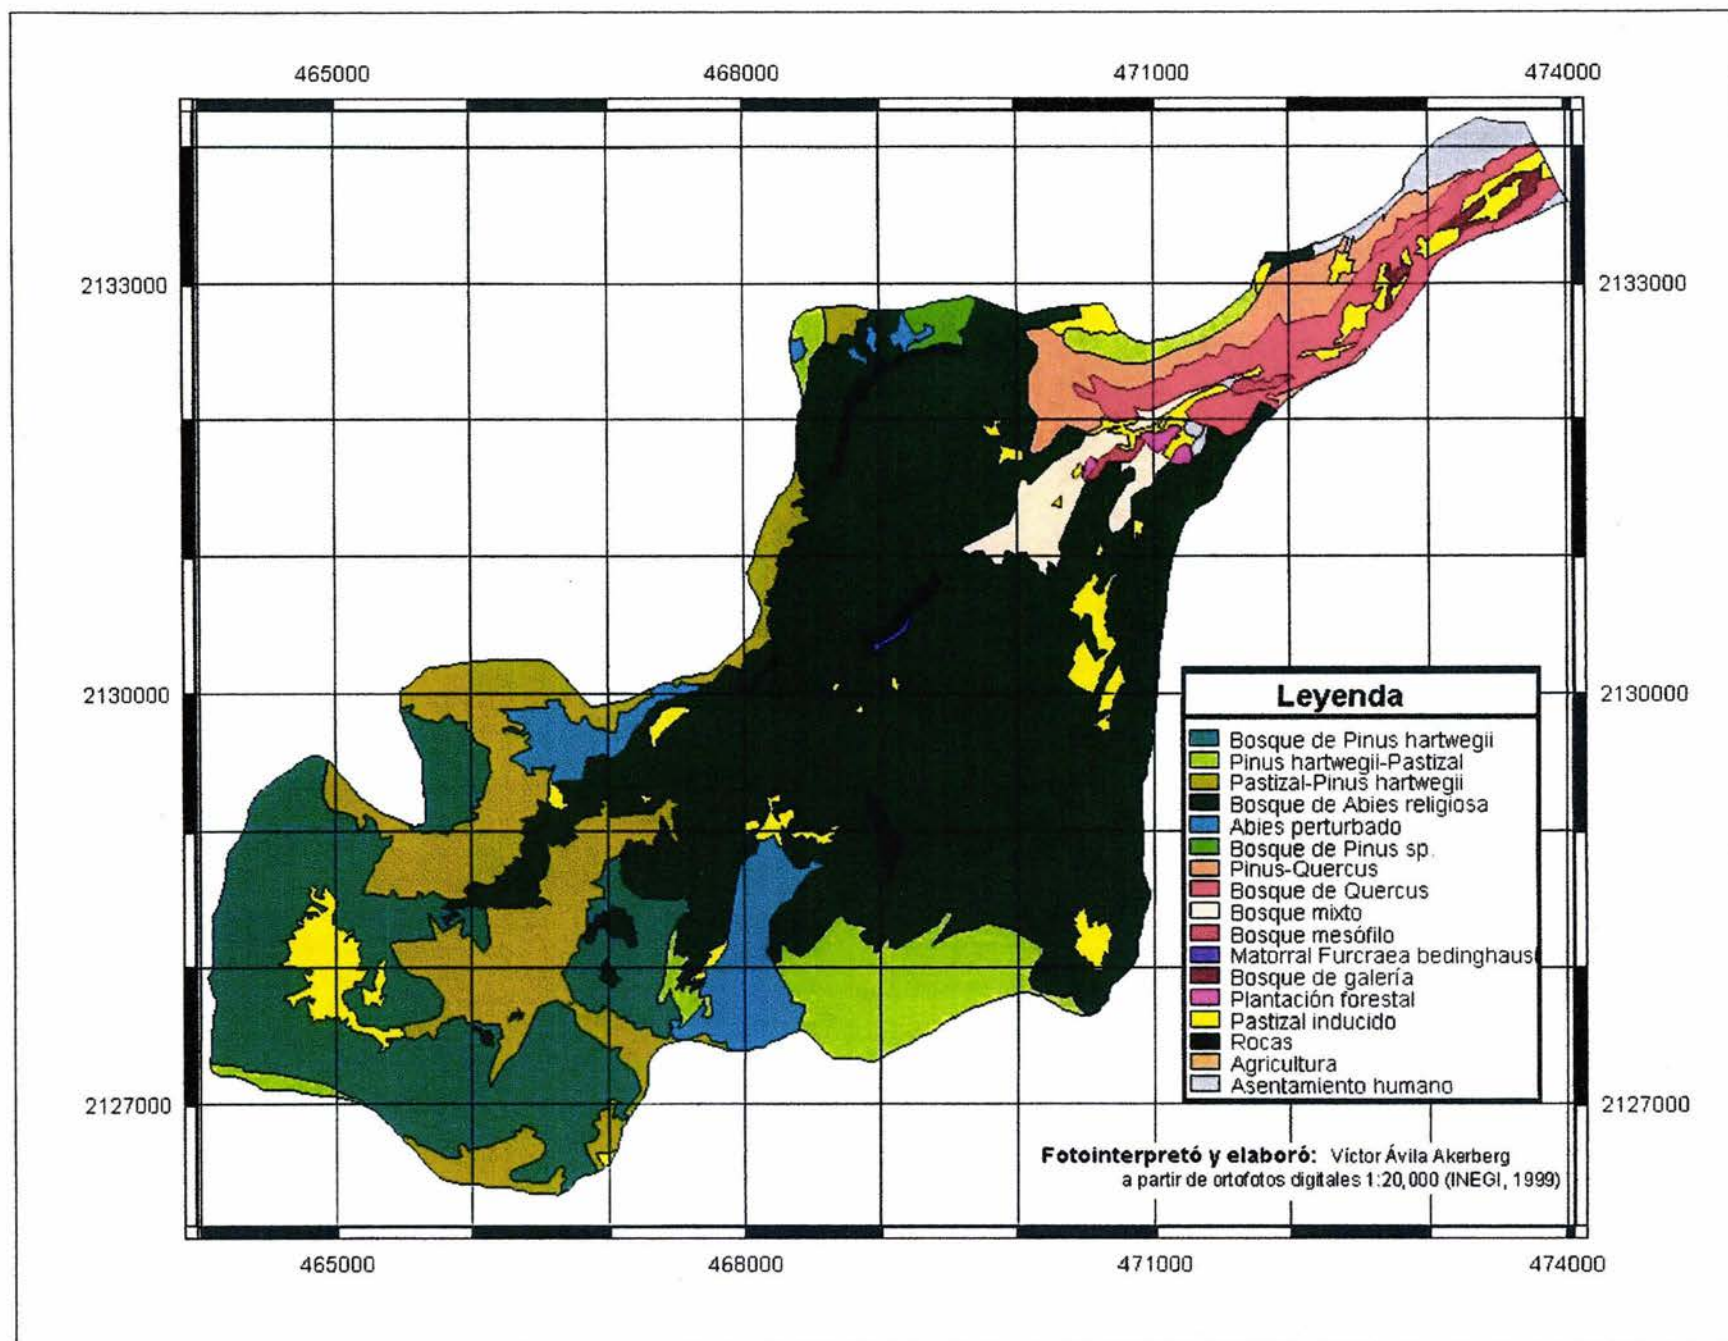 465000 468000 471000 474000
2133000 2133000
2130000 2130000
Leyenda
Bosque de Pinus hartwegii
Pinus hartwegii-Pastizal
Pastizal-Pinus hartwegii
Bosque de Abies religiosa
Abies perturbado
Bosque de Pinus sp.
Pinus-Quercus
Bosque de Quercus
Bosque mixto
Bosque mesófilo
Matorral Furcraea bedinghausi
Bosque de galería
Plantación forestal
Pastizal inducido
Rocas
Agricultura
Asentamiento humano
2127000 2127000
Fotointerpretó y elaboró: Víctor Ávila Akerberg
a partir de ortofotos digitales 1:20,000 (INEGI, 1999)
465000 468000 471000 474000